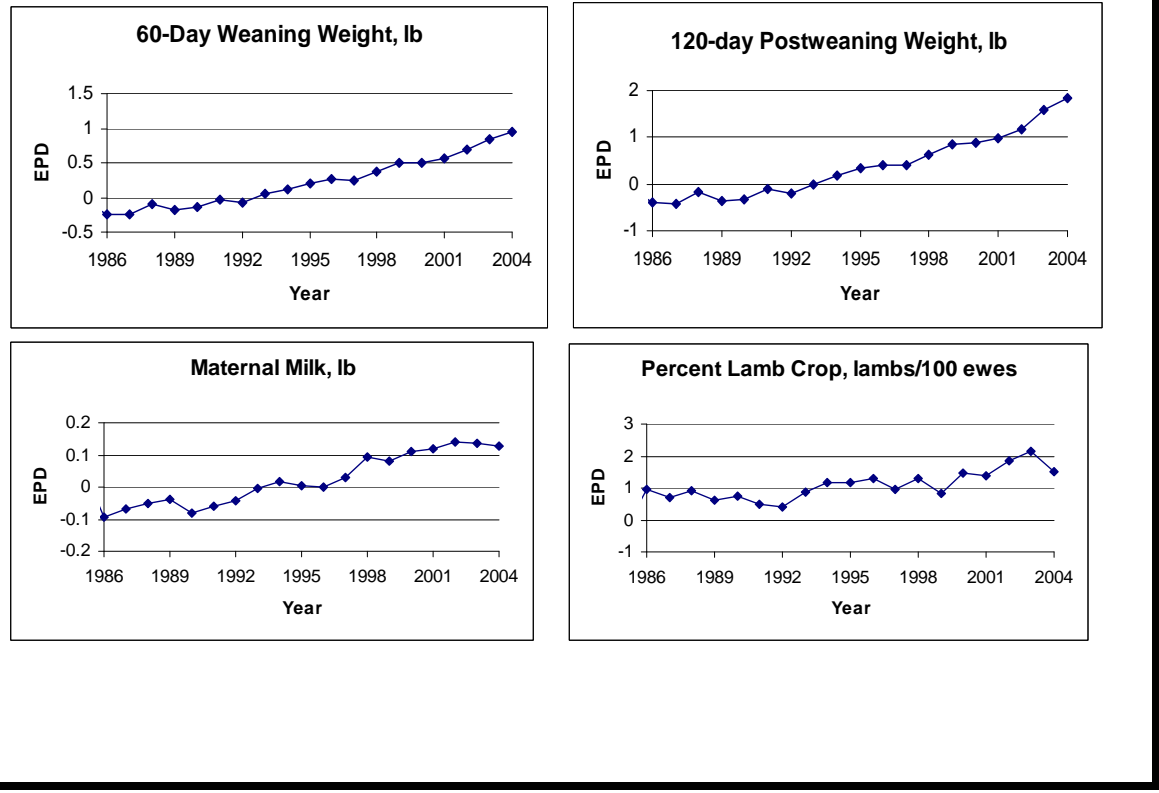 60-Day Weaning Weight, lb
1.5
1
0.5
0
-0.5
EPD
1986 1989 1992 1995 1998 2001 2004
Year
120-day Postweaning Weight, lb
2
1
0
-1
EPD
1986 1989 1992 1995 1998 2001 2004
Year
Maternal Milk, lb
0.2
0.1
0
-0.1
-0.2
EPD
1986 1989 1992 1995 1998 2001 2004
Year
Percent Lamb Crop, lambs/100 ewes
3
2
1
0
-1
EPD
1986 1989 1992 1995 1998 2001 2004
Year